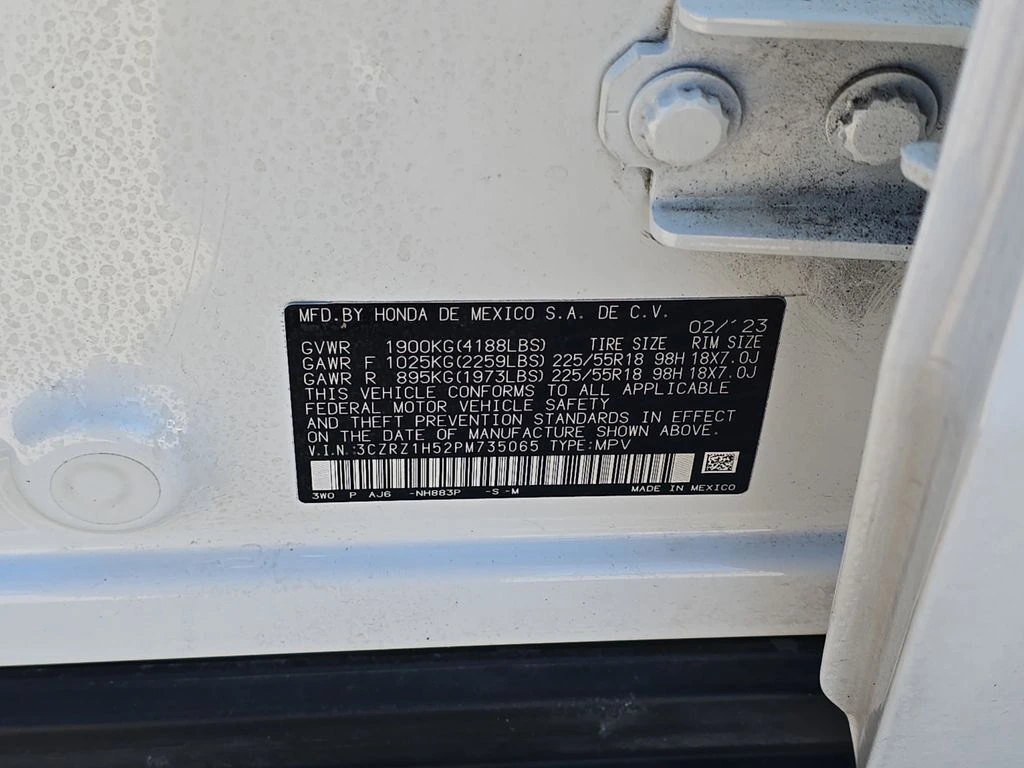 MFD.BY HONDA DE MEXICO S.A. DE C.V.
02/'23
GVWR 1900KG(4188LBS) TIRE SIZE RIM SIZE
GAWR F 1025KG(2259LBS) 225/55R18 98H 18X7.0J
GAWR R 895KG(1973LBS) 225/55R18 98H 18X7.0J
THIS VEHICLE CONFORMS TO ALL APPLICABLE
FEDERAL MOTOR VEHICLE SAFETY
AND THEFT PREVENTION STANDARDS IN EFFECT
ON THE DATE OF MANUFACTURE SHOWN ABOVE.
V.I.N.:3CZRZ1H52PM735065 TYPE:MPV
3W0 P AJ6 -NH883P -S -M MADE IN MEXICO